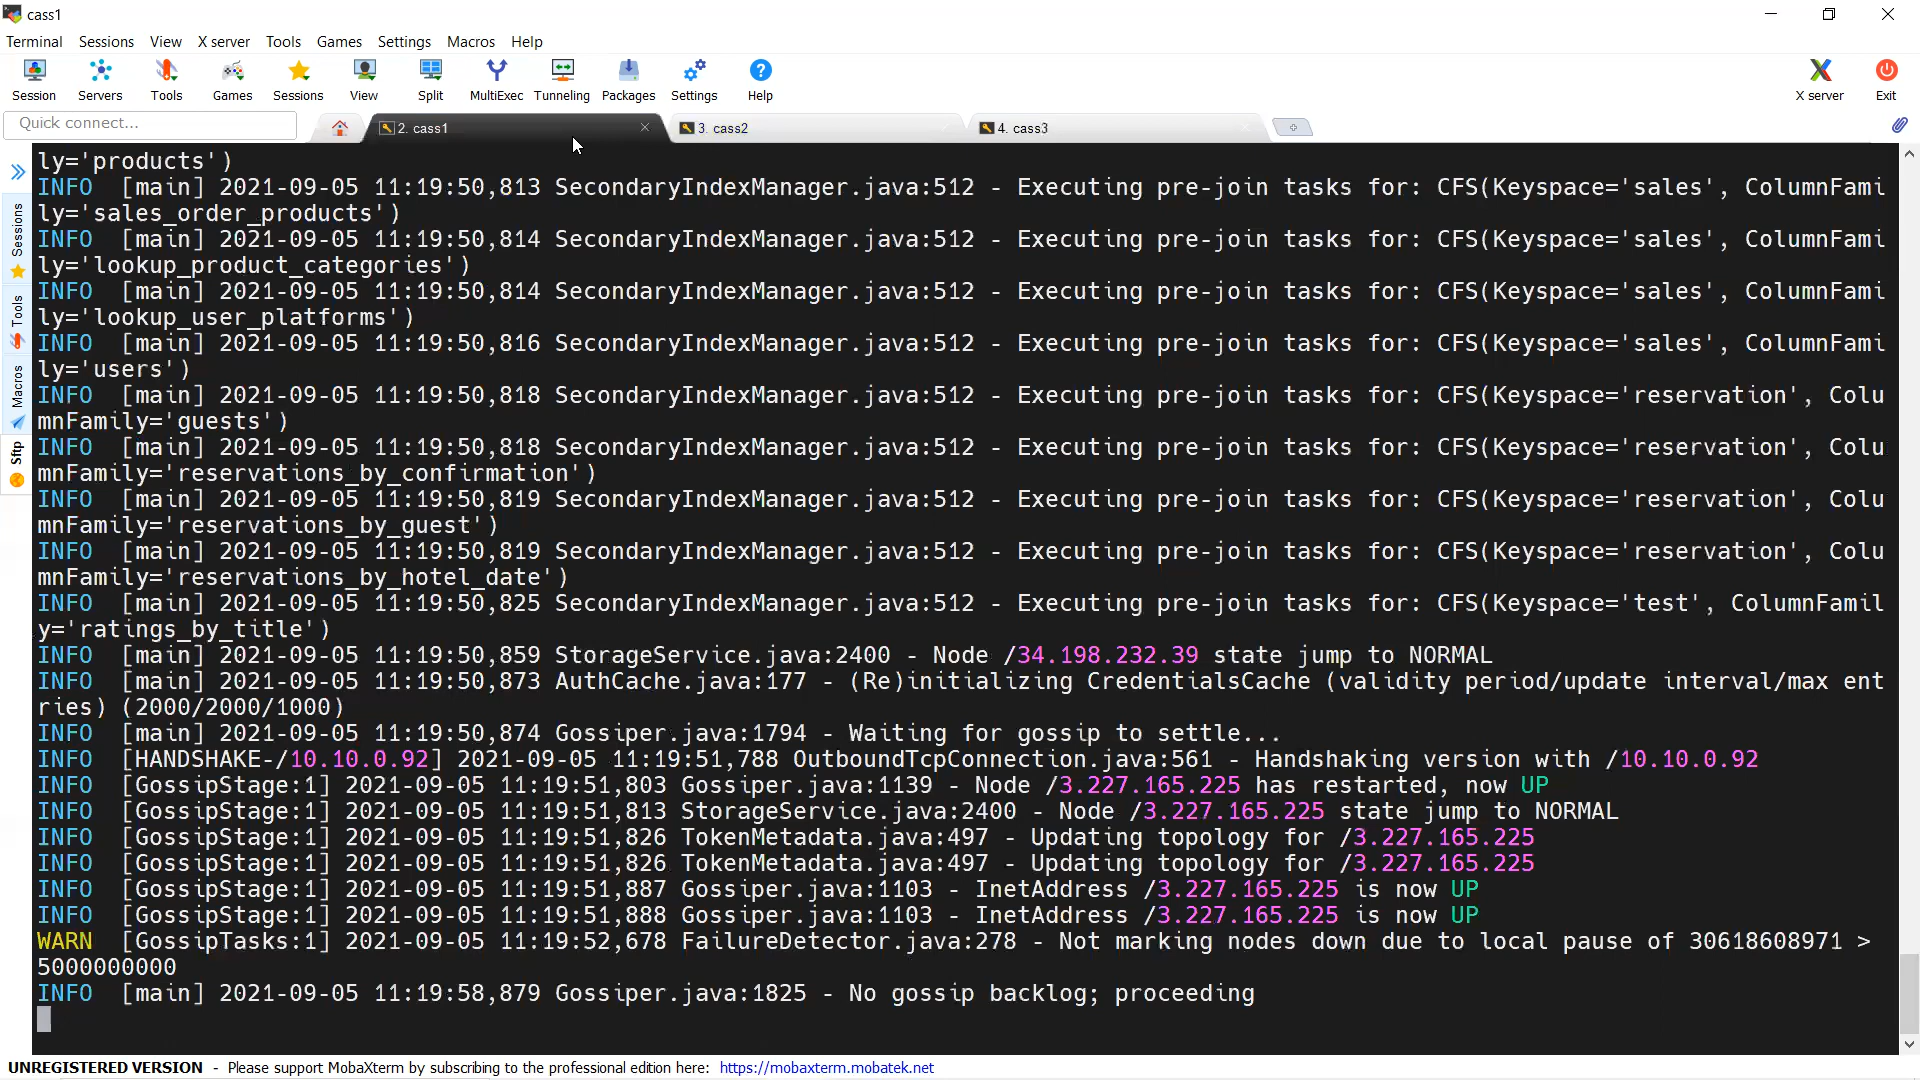 cass1
Terminal Sessions View X server Tools Games Settings Macros Help
Session Servers Tools Games Sessions View Split MultiExec Tunneling Packages Settings Help X server Exit
Quick connect...
2. cass1
3. cass2
4. cass3
Sessions
Tools
Macros
Sftp
ly='products')
INFO  [main] 2021-09-05 11:19:50,813 SecondaryIndexManager.java:512 - Executing pre-join tasks for: CFS(Keyspace='sales', ColumnFami
ly='sales_order_products')
INFO  [main] 2021-09-05 11:19:50,814 SecondaryIndexManager.java:512 - Executing pre-join tasks for: CFS(Keyspace='sales', ColumnFami
ly='lookup_product_categories')
INFO  [main] 2021-09-05 11:19:50,814 SecondaryIndexManager.java:512 - Executing pre-join tasks for: CFS(Keyspace='sales', ColumnFami
ly='lookup_user_platforms')
INFO  [main] 2021-09-05 11:19:50,816 SecondaryIndexManager.java:512 - Executing pre-join tasks for: CFS(Keyspace='sales', ColumnFami
ly='users')
INFO  [main] 2021-09-05 11:19:50,818 SecondaryIndexManager.java:512 - Executing pre-join tasks for: CFS(Keyspace='reservation', Colu
mnFamily='guests')
INFO  [main] 2021-09-05 11:19:50,818 SecondaryIndexManager.java:512 - Executing pre-join tasks for: CFS(Keyspace='reservation', Colu
mnFamily='reservations_by_confirmation')
INFO  [main] 2021-09-05 11:19:50,819 SecondaryIndexManager.java:512 - Executing pre-join tasks for: CFS(Keyspace='reservation', Colu
mnFamily='reservations_by_guest')
INFO  [main] 2021-09-05 11:19:50,819 SecondaryIndexManager.java:512 - Executing pre-join tasks for: CFS(Keyspace='reservation', Colu
mnFamily='reservations_by_hotel_date')
INFO  [main] 2021-09-05 11:19:50,825 SecondaryIndexManager.java:512 - Executing pre-join tasks for: CFS(Keyspace='test', ColumnFamil
y='ratings_by_title')
INFO  [main] 2021-09-05 11:19:50,859 StorageService.java:2400 - Node /34.198.232.39 state jump to NORMAL
INFO  [main] 2021-09-05 11:19:50,873 AuthCache.java:177 - (Re)initializing CredentialsCache (validity period/update interval/max ent
ries) (2000/2000/1000)
INFO  [main] 2021-09-05 11:19:50,874 Gossiper.java:1794 - Waiting for gossip to settle...
INFO  [HANDSHAKE-/10.10.0.92] 2021-09-05 11:19:51,788 OutboundTcpConnection.java:561 - Handshaking version with /10.10.0.92
INFO  [GossipStage:1] 2021-09-05 11:19:51,803 Gossiper.java:1139 - Node /3.227.165.225 has restarted, now UP
INFO  [GossipStage:1] 2021-09-05 11:19:51,813 StorageService.java:2400 - Node /3.227.165.225 state jump to NORMAL
INFO  [GossipStage:1] 2021-09-05 11:19:51,826 TokenMetadata.java:497 - Updating topology for /3.227.165.225
INFO  [GossipStage:1] 2021-09-05 11:19:51,826 TokenMetadata.java:497 - Updating topology for /3.227.165.225
INFO  [GossipStage:1] 2021-09-05 11:19:51,887 Gossiper.java:1103 - InetAddress /3.227.165.225 is now UP
INFO  [GossipStage:1] 2021-09-05 11:19:51,888 Gossiper.java:1103 - InetAddress /3.227.165.225 is now UP
WARN  [GossipTasks:1] 2021-09-05 11:19:52,678 FailureDetector.java:278 - Not marking nodes down due to local pause of 30618608971 >
5000000000
INFO  [main] 2021-09-05 11:19:58,879 Gossiper.java:1825 - No gossip backlog; proceeding
UNREGISTERED VERSION - Please support MobaXterm by subscribing to the professional edition here: https://mobaxterm.mobatek.net